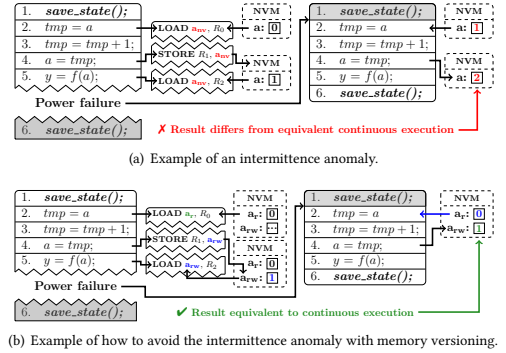 1. save_state();
2. tmp = a
3. tmp = tmp+1;
4. a = tmp;
5. y = f(a);
Power failure
6. save_state();
LOAD a_nv, R_0
STORE R_1, a_nv
LOAD a_nv, R_2
NVM
a: 0
NVM
a: 1
1. save_state();
2. tmp = a
3. tmp = tmp+1;
4. a = tmp;
5. y = f(a);
6. save_state();
NVM
a: 1
NVM
a: 2
✗ Result differs from equivalent continuous execution
(a) Example of an intermittence anomaly.
1. save_state();
2. tmp = a
3. tmp = tmp+1;
4. a = tmp;
5. y = f(a);
Power failure
6. save_state();
LOAD a_r, R_0
STORE R_1, a_rw
LOAD a_rw, R_2
NVM
a_r: 0
a_rw: ...
NVM
a_r: 0
a_rw: 1
1. save_state();
2. tmp = a
3. tmp = tmp+1;
4. a = tmp;
5. y = f(a);
6. save_state();
NVM
a_r: 0
a_rw: 1
✔ Result equivalent to continuous execution
(b) Example of how to avoid the intermittence anomaly with memory versioning.